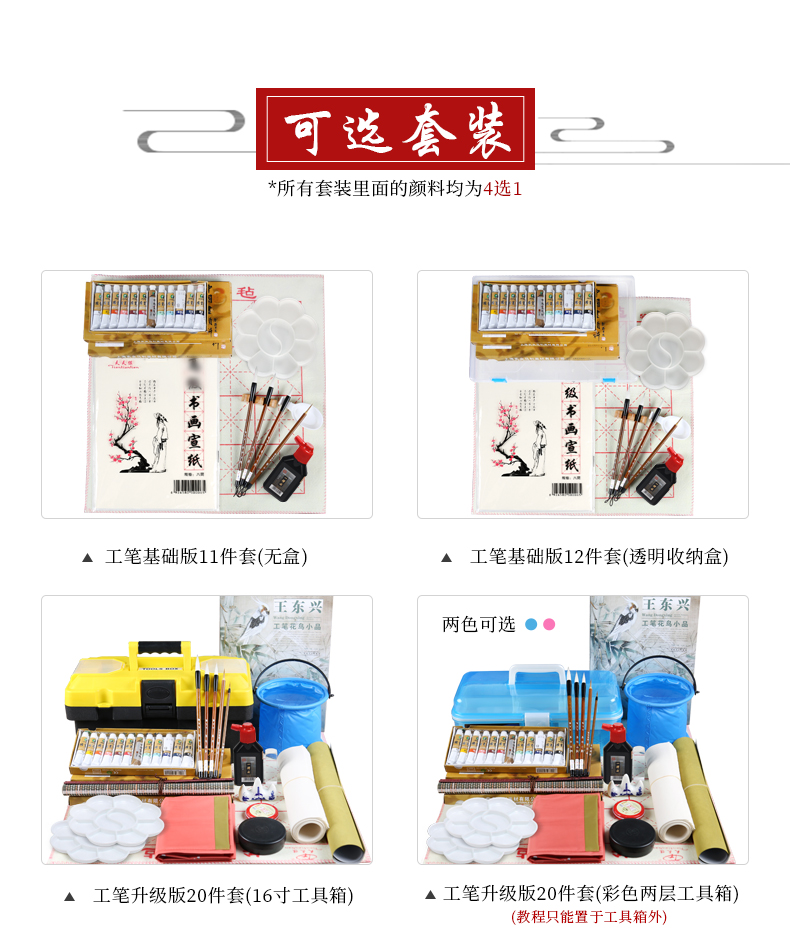 可选套装
*所有套装里面的颜料均为4选1
毡
书画宣纸
级书画宣纸
▲ 工笔基础版11件套(无盒)
▲ 工笔基础版12件套(透明收纳盒)
王东兴
工笔花鸟小品
TOOLS BOX
两色可选
王东兴
工笔花鸟小品
▲ 工笔升级版20件套(16寸工具箱)
▲ 工笔升级版20件套(彩色两层工具箱)
(教程只能置于工具箱外)